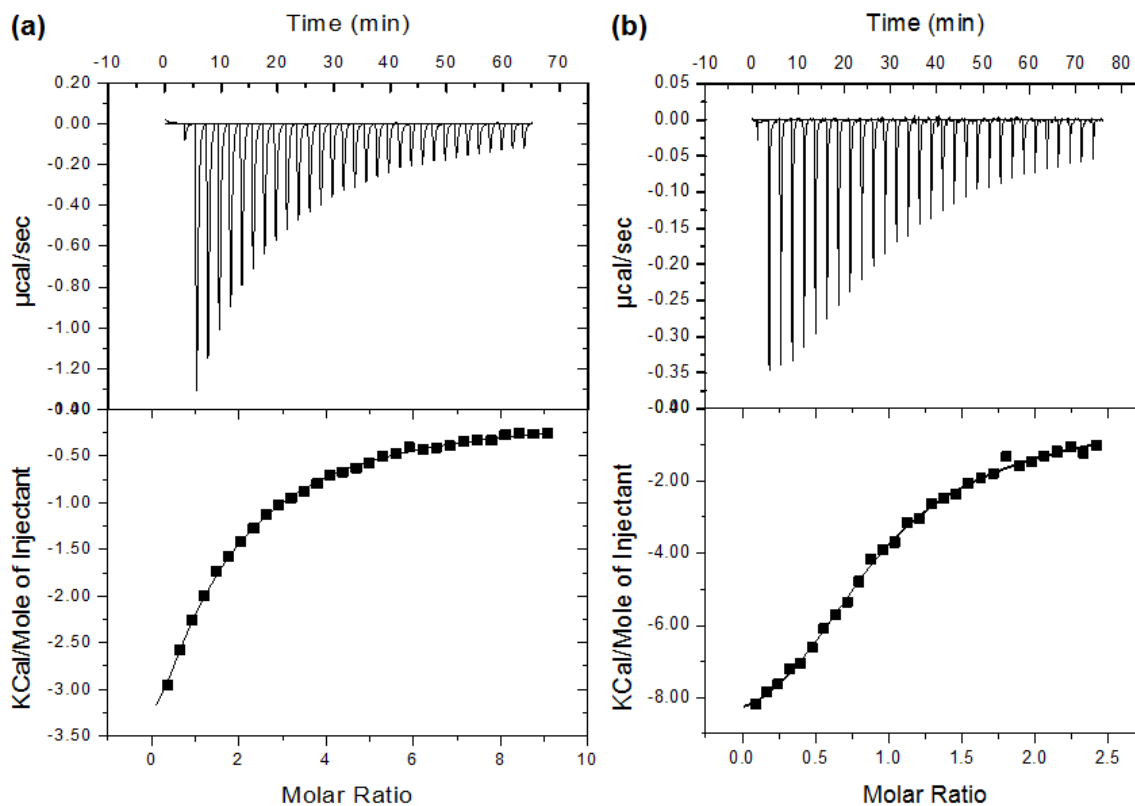 (a)
Time (min)
-10 0 10 20 30 40 50 60 70 80
0.20
0.00
-0.20
-0.40
-0.60
-0.80
-1.00
-1.20
µcal/sec
-0.50
-1.00
-1.50
-2.00
-2.50
-3.00
-3.50
KCal/Mole of Injectant
0 2 4 6 8 10
Molar Ratio
(b)
Time (min)
-10 0 10 20 30 40 50 60 70 80
0.05
0.00
-0.05
-0.10
-0.15
-0.20
-0.25
-0.30
-0.35
µcal/sec
-2.00
-4.00
-6.00
-8.00
KCal/Mole of Injectant
0.0 0.5 1.0 1.5 2.0 2.5
Molar Ratio